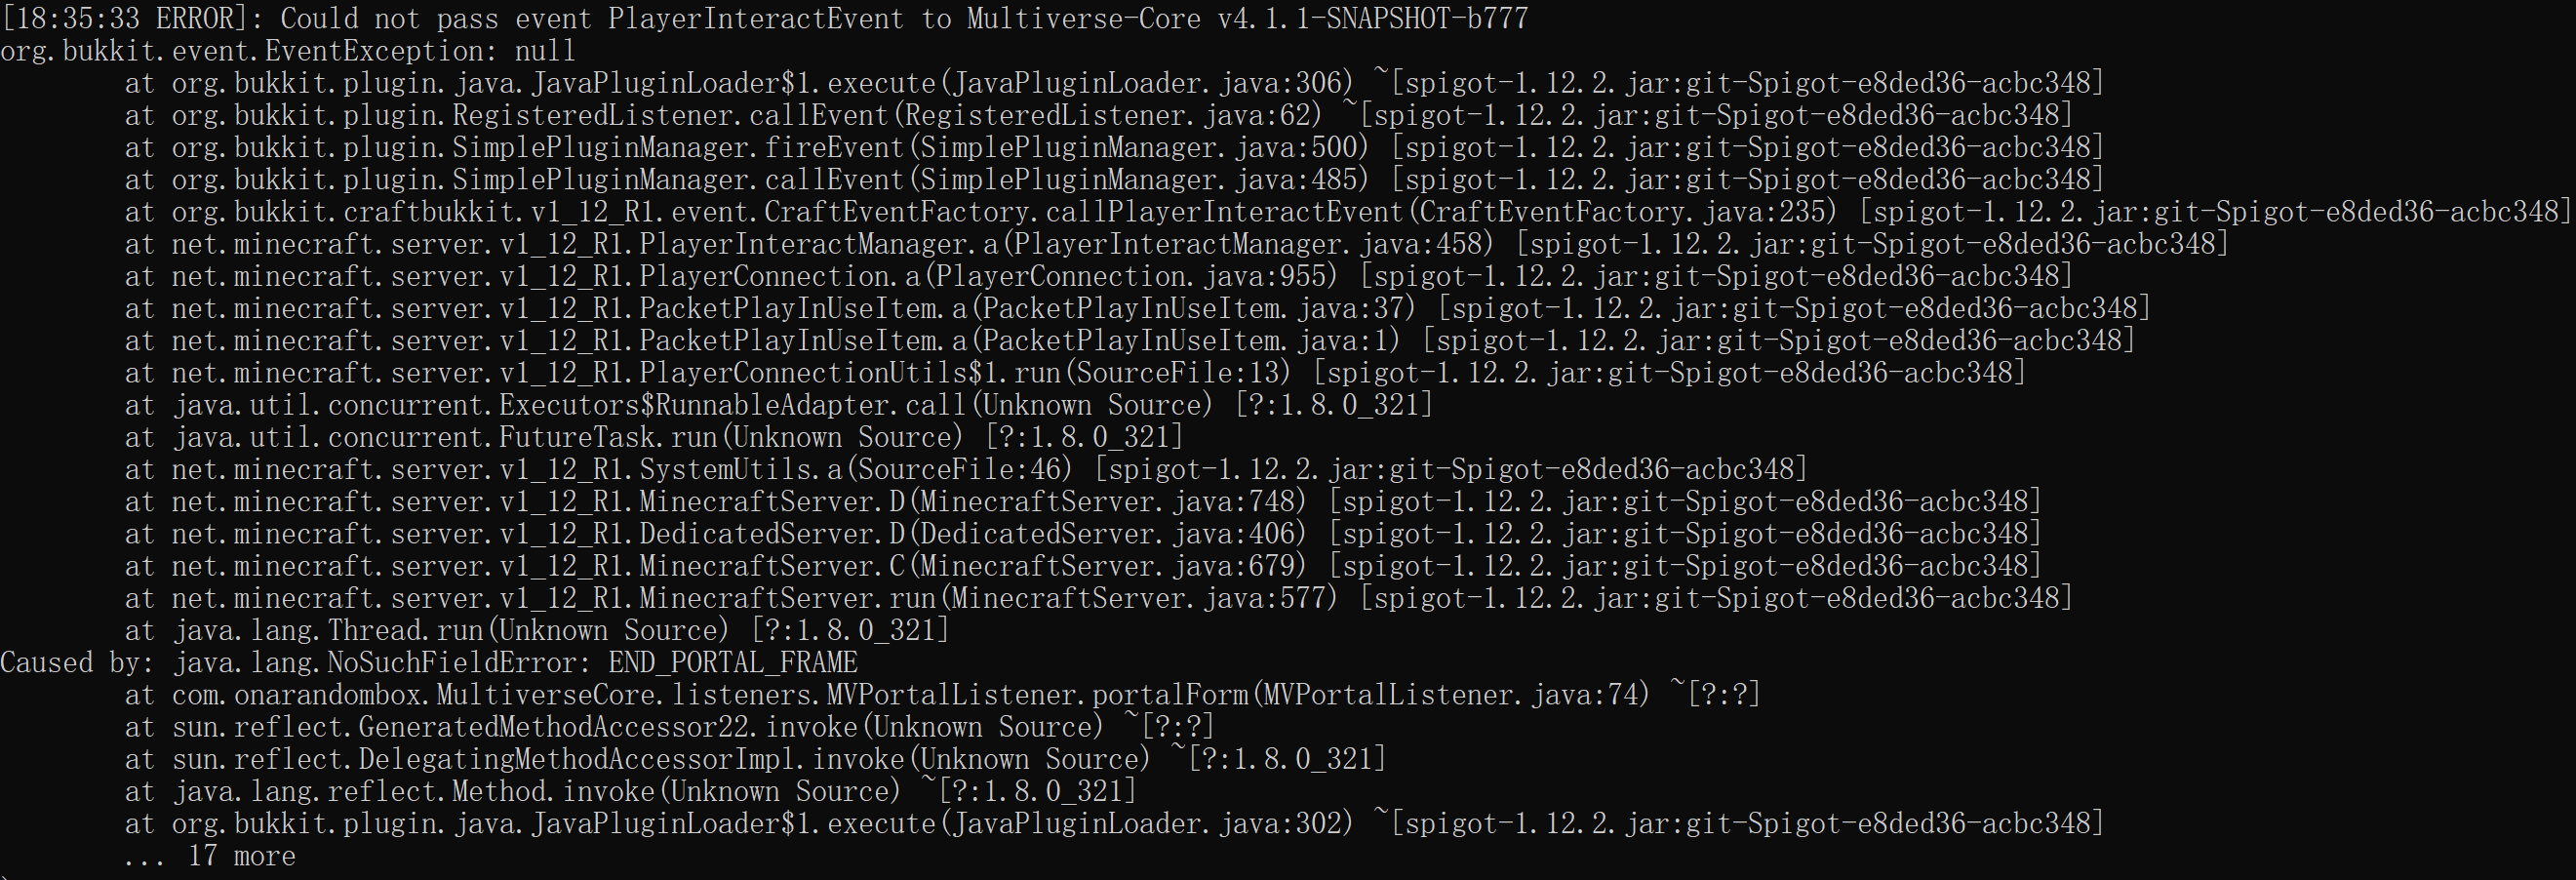 [18:35:33 ERROR]: Could not pass event PlayerInteractEvent to Multiverse-Core v4.1.1-SNAPSHOT-b777
org.bukkit.event.EventException: null
at org.bukkit.plugin.java.JavaPluginLoader$1.execute(JavaPluginLoader.java:306) ~[spigot-1.12.2.jar:git-Spigot-e8ded36-acbc348]
at org.bukkit.plugin.RegisteredListener.callEvent(RegisteredListener.java:62) ~[spigot-1.12.2.jar:git-Spigot-e8ded36-acbc348]
at org.bukkit.plugin.SimplePluginManager.fireEvent(SimplePluginManager.java:500) [spigot-1.12.2.jar:git-Spigot-e8ded36-acbc348]
at org.bukkit.plugin.SimplePluginManager.callEvent(SimplePluginManager.java:485) [spigot-1.12.2.jar:git-Spigot-e8ded36-acbc348]
at org.bukkit.craftbukkit.v1_12_R1.event.CraftEventFactory.callPlayerInteractEvent(CraftEventFactory.java:235) [spigot-1.12.2.jar:git-Spigot-e8ded36-acbc348]
at net.minecraft.server.v1_12_R1.PlayerInteractManager.a(PlayerInteractManager.java:458) [spigot-1.12.2.jar:git-Spigot-e8ded36-acbc348]
at net.minecraft.server.v1_12_R1.PlayerConnection.a(PlayerConnection.java:955) [spigot-1.12.2.jar:git-Spigot-e8ded36-acbc348]
at net.minecraft.server.v1_12_R1.PacketPlayInUseItem.a(PacketPlayInUseItem.java:37) [spigot-1.12.2.jar:git-Spigot-e8ded36-acbc348]
at net.minecraft.server.v1_12_R1.PacketPlayInUseItem.a(PacketPlayInUseItem.java:1) [spigot-1.12.2.jar:git-Spigot-e8ded36-acbc348]
at net.minecraft.server.v1_12_R1.PlayerConnectionUtils$1.run(SourceFile:13) [spigot-1.12.2.jar:git-Spigot-e8ded36-acbc348]
at java.util.concurrent.Executors$RunnableAdapter.call(Unknown Source) [?:1.8.0_321]
at java.util.concurrent.FutureTask.run(Unknown Source) [?:1.8.0_321]
at net.minecraft.server.v1_12_R1.SystemUtils.a(SourceFile:46) [spigot-1.12.2.jar:git-Spigot-e8ded36-acbc348]
at net.minecraft.server.v1_12_R1.MinecraftServer.D(MinecraftServer.java:748) [spigot-1.12.2.jar:git-Spigot-e8ded36-acbc348]
at net.minecraft.server.v1_12_R1.DedicatedServer.D(DedicatedServer.java:406) [spigot-1.12.2.jar:git-Spigot-e8ded36-acbc348]
at net.minecraft.server.v1_12_R1.MinecraftServer.C(MinecraftServer.java:679) [spigot-1.12.2.jar:git-Spigot-e8ded36-acbc348]
at net.minecraft.server.v1_12_R1.MinecraftServer.run(MinecraftServer.java:577) [spigot-1.12.2.jar:git-Spigot-e8ded36-acbc348]
at java.lang.Thread.run(Unknown Source) [?:1.8.0_321]
Caused by: java.lang.NoSuchFieldError: END_PORTAL_FRAME
at com.onarandombox.MultiverseCore.listeners.MVPortalListener.portalForm(MVPortalListener.java:74) ~[?:?]
at sun.reflect.GeneratedMethodAccessor22.invoke(Unknown Source) ~[?:?]
at sun.reflect.DelegatingMethodAccessorImpl.invoke(Unknown Source) ~[?:1.8.0_321]
at java.lang.reflect.Method.invoke(Unknown Source) ~[?:1.8.0_321]
at org.bukkit.plugin.java.JavaPluginLoader$1.execute(JavaPluginLoader.java:302) ~[spigot-1.12.2.jar:git-Spigot-e8ded36-acbc348]
... 17 more